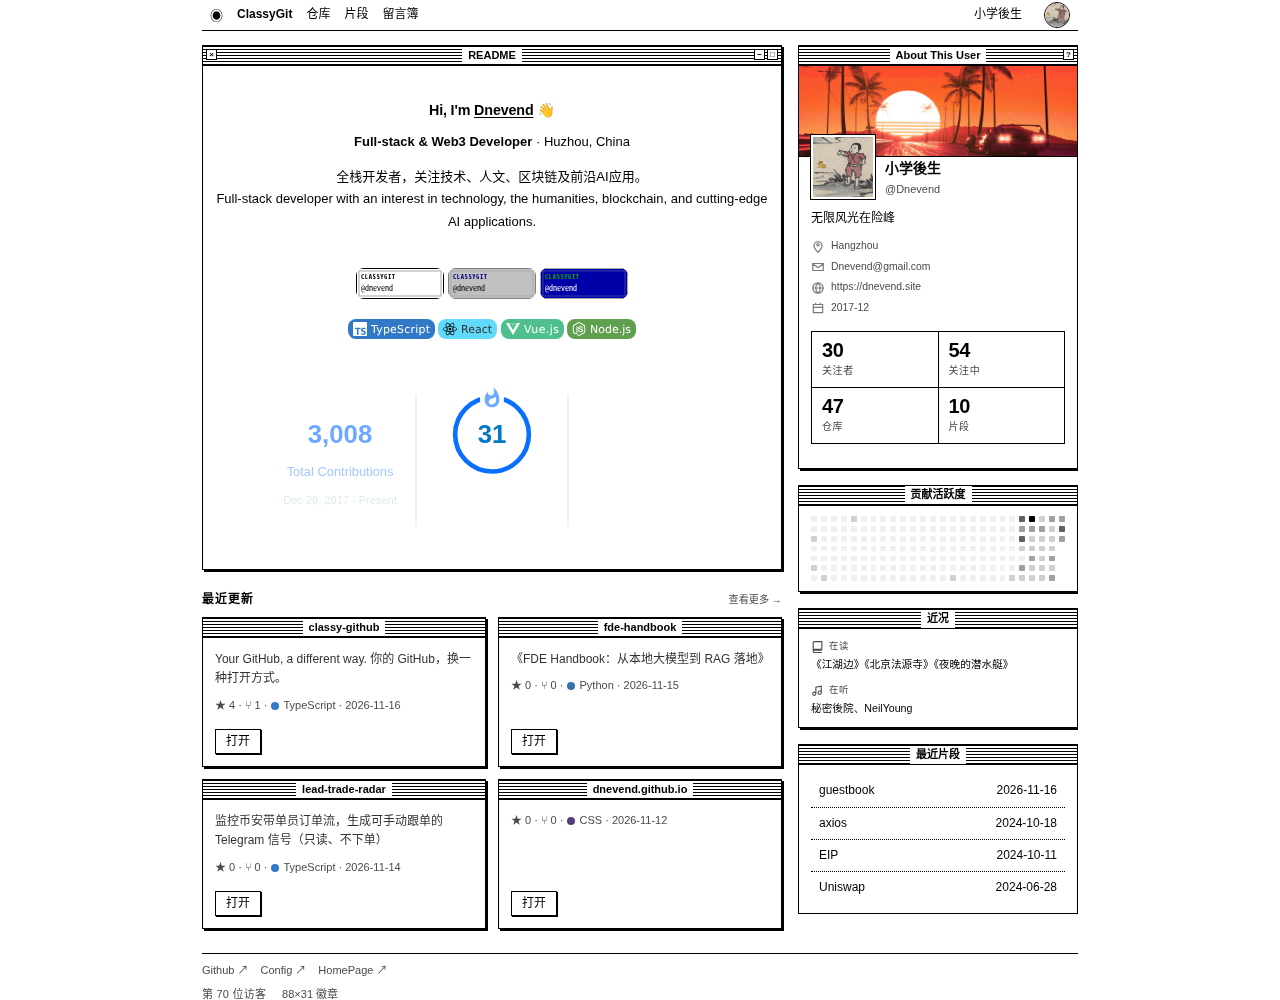 ClassyGit 仓库 片段 留言簿 小学後生
README
Hi, I'm Dnevend 👋
Full-stack & Web3 Developer · Huzhou, China
全栈开发者，关注技术、人文、区块链及前沿AI应用。
Full-stack developer with an interest in technology, the humanities, blockchain, and cutting-edge
AI applications.
CLASSYGIT
@dnevend
CLASSYGIT
@dnevend
CLASSYGIT
@dnevend
TypeScript React Vue.js Node.js
3,008
Total Contributions
Dec 28, 2017 - Present
31
最近更新 查看更多 →
classy-github
Your GitHub, a different way. 你的 GitHub，换一
种打开方式。
★ 4 · ⑂ 1 · TypeScript · 2026-11-16
打开
fde-handbook
《FDE Handbook：从本地大模型到 RAG 落地》
★ 0 · ⑂ 0 · Python · 2026-11-15
打开
lead-trade-radar
监控币安带单员订单流，生成可手动跟单的
Telegram 信号（只读、不下单）
★ 0 · ⑂ 0 · TypeScript · 2026-11-14
打开
dnevend.github.io
★ 0 · ⑂ 0 · CSS · 2026-11-12
打开
About This User
?
小学後生
@Dnevend
无限风光在险峰
Hangzhou
Dnevend@gmail.com
https://dnevend.site
2017-12
30
关注者
54
关注中
47
仓库
10
片段
贡献活跃度
近况
在读
《江湖边》《北京法源寺》《夜晚的潜水艇》
在听
秘密後院、NeilYoung
最近片段
guestbook 2026-11-16
axios 2024-10-18
EIP 2024-10-11
Uniswap 2024-06-28
Github ↗ Config ↗ HomePage ↗
第 70 位访客 88×31 徽章